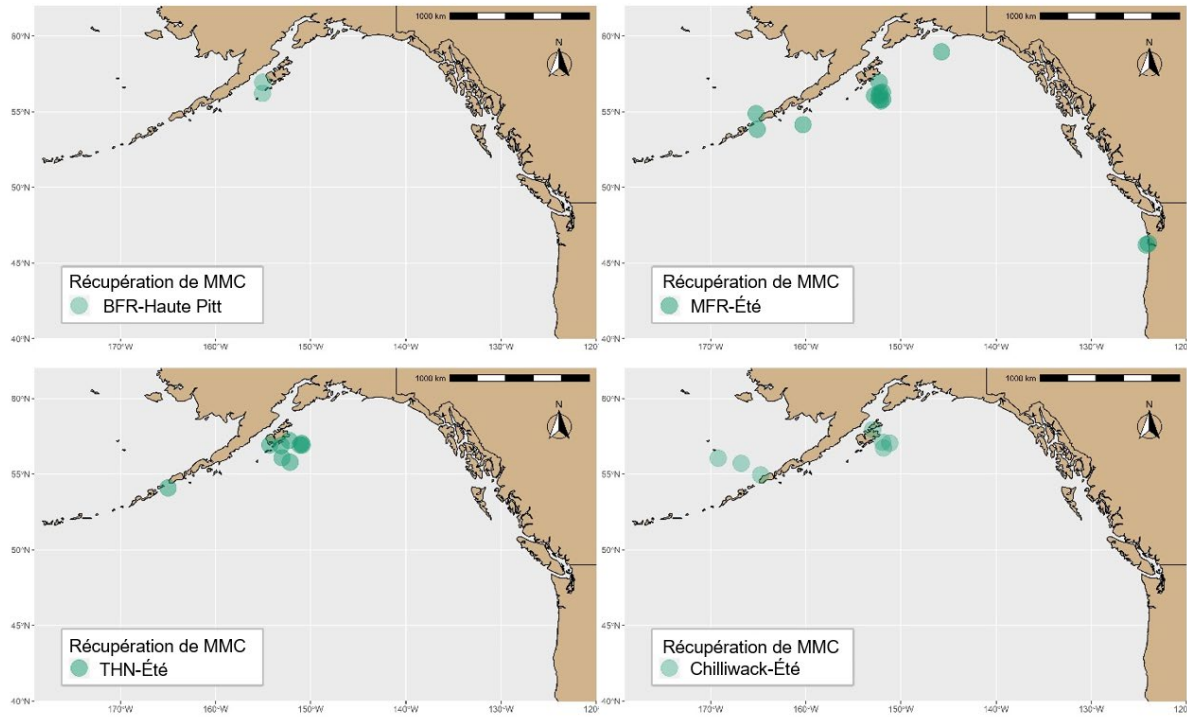 1000 km
N
60°N
55°N
50°N
45°N
40°N
Récupération de MMC
BFR-Haute Pitt
170°W 160°W 150°W 140°W 130°W 120
1000 km
N
60°N
55°N
50°N
45°N
40°N
Récupération de MMC
MFR-Été
170°W 160°W 150°W 140°W 130°W 120
1000 km
N
60°N
55°N
50°N
45°N
40°N
Récupération de MMC
THN-Été
170°W 160°W 150°W 140°W 130°W 120
1000 km
N
60°N
55°N
50°N
45°N
40°N
Récupération de MMC
Chilliwack-Été
170°W 160°W 150°W 140°W 130°W 120